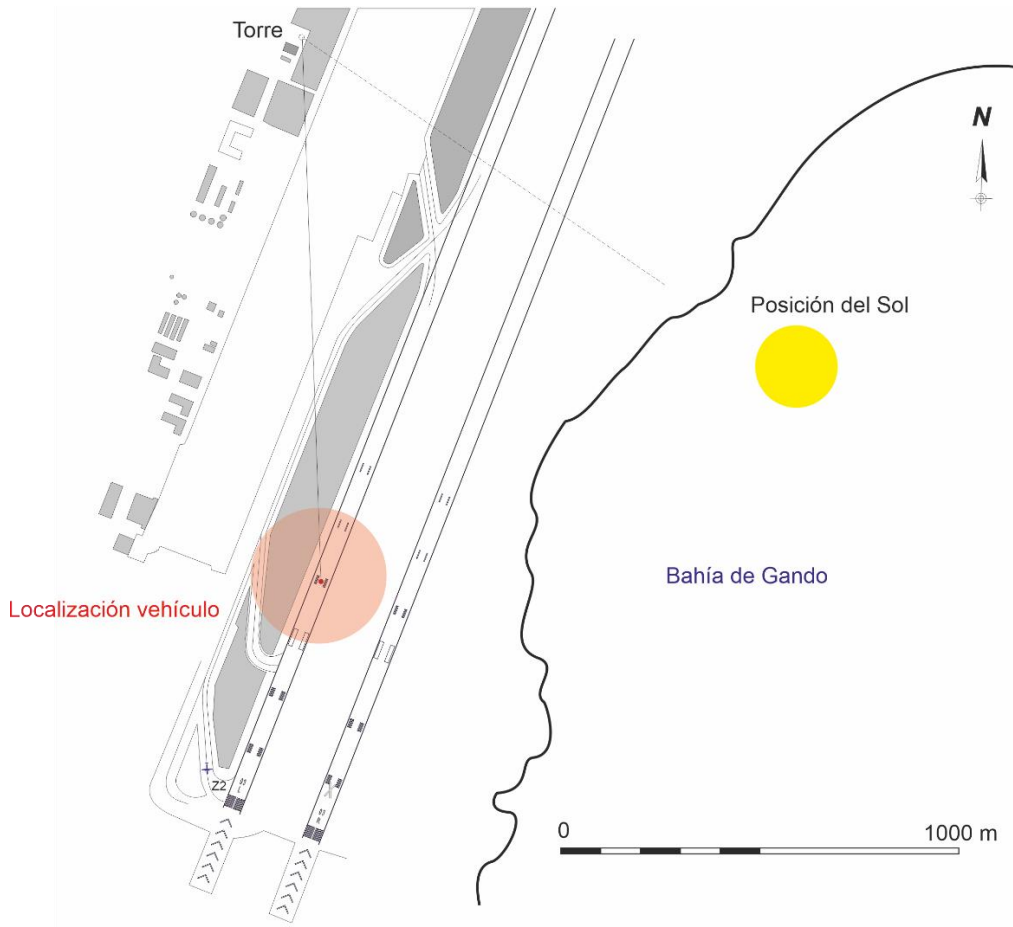 Torre
N
Posición del Sol
Bahía de Gando
Localización vehículo
Z2
0
1000 m